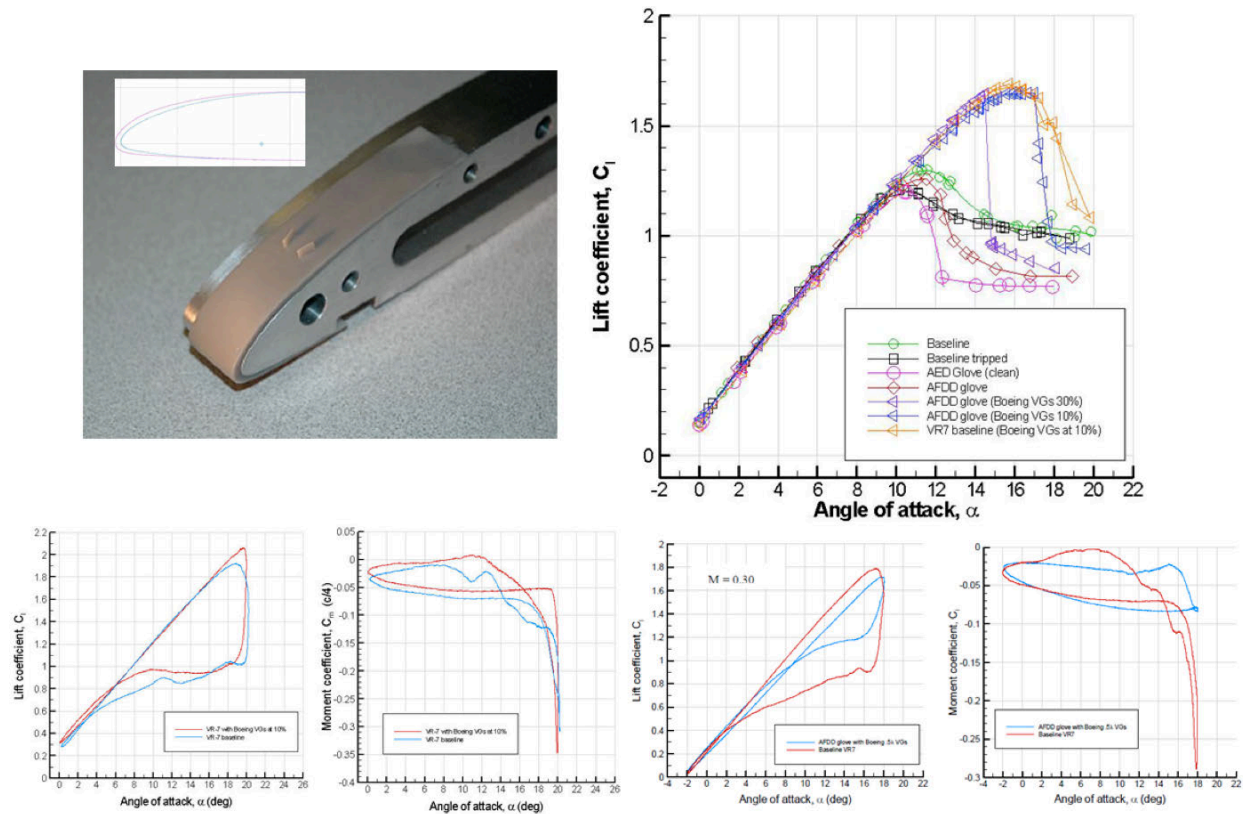 2
1.5
1
0.5
0
Lift coefficient, C_l
-2 0 2 4 6 8 10 12 14 16 18 20 22
Angle of attack, α
Baseline
Baseline tripped
AED Glove (clean)
AFDD glove
AFDD glove (Boeing VGs 30%)
AFDD glove (Boeing VGs 10%)
VR7 baseline (Boeing VGs at 10%)
2.2
2
1.8
1.6
1.4
1.2
1
0.8
0.6
0.4
0.2
0
Lift coefficient, C_l
0 2 4 6 8 10 12 14 16 18 20 22 24 26
Angle of attack, α (deg)
VR-7 with Boeing VGs at 10%
VR-7 baseline
0.05
0
-0.05
-0.1
-0.15
-0.2
-0.25
-0.3
-0.35
-0.4
Moment coefficient, C_m (c/4)
0 2 4 6 8 10 12 14 16 18 20 22 24 26
Angle of attack, α (deg)
VR-7 with Boeing VGs at 10%
VR-7 baseline
2
1.8
1.6
1.4
1.2
1
0.8
0.6
0.4
0.2
0
Lift coefficient, C_l
M = 0.30
-4 -2 0 2 4 6 8 10 12 14 16 18 20 22
Angle of attack, α (deg)
AFDD glove with Boeing .5% VGs
Baseline VR7
0
-0.05
-0.1
-0.15
-0.2
-0.25
-0.3
Moment coefficient, C_l
-4 -2 0 2 4 6 8 10 12 14 16 18 20 22
Angle of attack, α (deg)
AFDD glove with Boeing .5% VGs
Baseline VR7